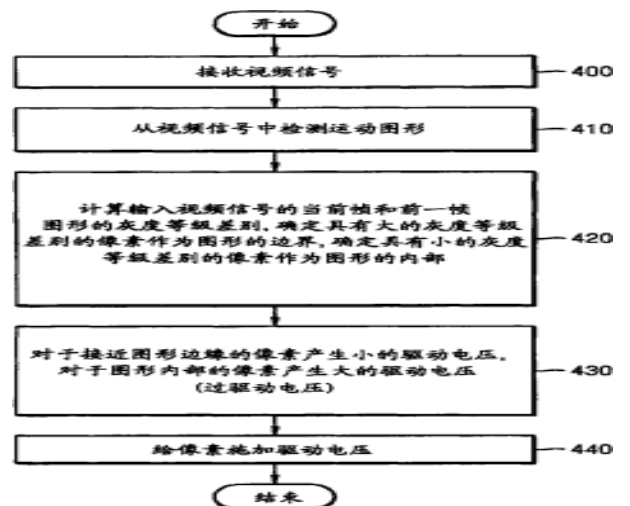 开始
接收视频信号
400
从视频信号中检测运动图形
410
计算输入视频信号的当前帧和前一帧
图形的灰度等级差别,确定具有大的灰度等级
差别的像素作为图形的边界,确定具有小的灰度
等级差别的像素作为图形的内部
420
对于接近图形边缘的像素产生小的驱动电压,
对于图形内部的像素产生大的驱动电压
(过驱动电压)
430
给像素施加驱动电压
440
结束